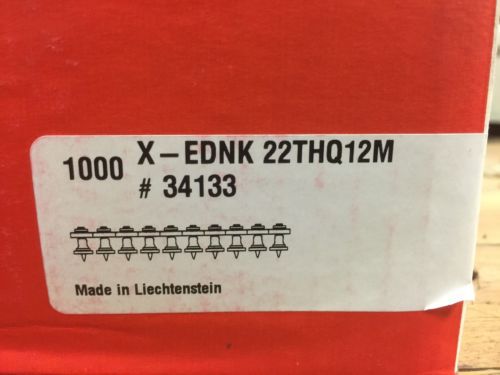 1000 X-EDNK 22THQ12M
# 34133
Made in Liechtenstein